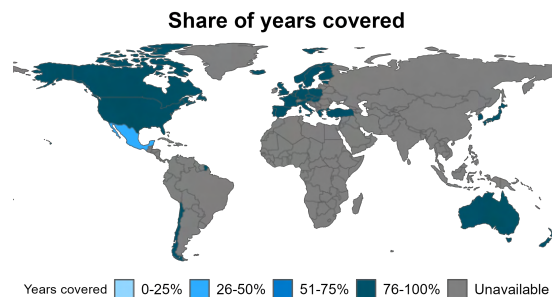 Share of years covered
Years covered 0-25% 26-50% 51-75% 76-100% Unavailable